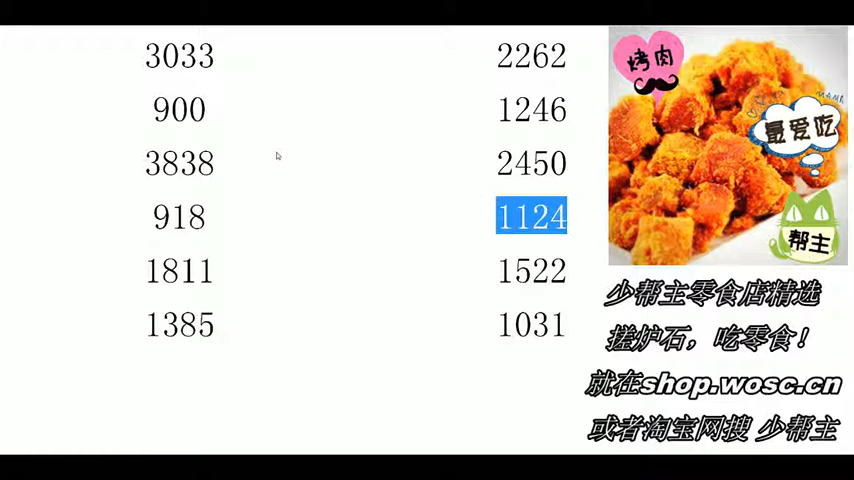 3033 2262
900 1246
3838 2450
918 1124
1811 1522
1385 1031
烤肉
MAMA
最爱吃
帮主
少帮主零食店精选
搓炉石，吃零食！
就在shop.wosc.cn
或者淘宝网搜 少帮主